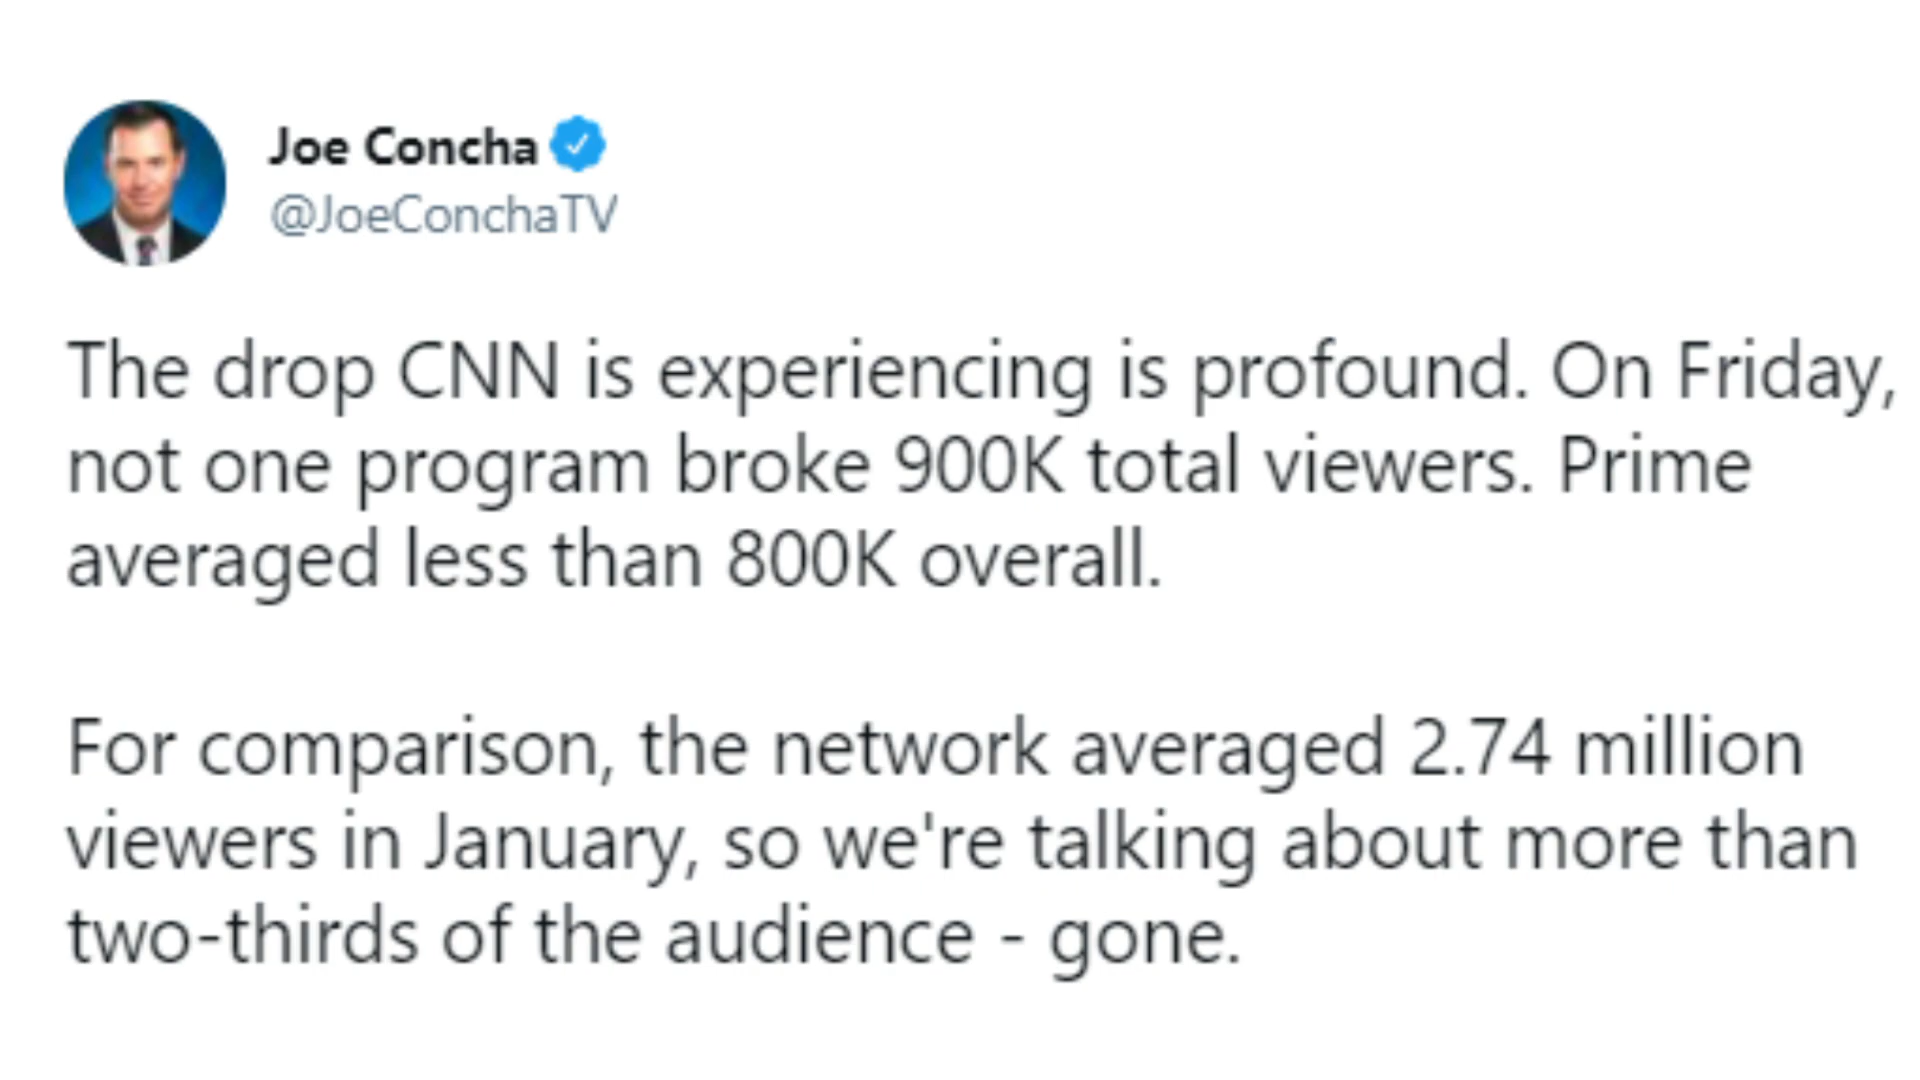 Joe Concha
@JoeConchaTV
The drop CNN is experiencing is profound. On Friday,
not one program broke 900K total viewers. Prime
averaged less than 800K overall.
For comparison, the network averaged 2.74 million
viewers in January, so we're talking about more than
two-thirds of the audience - gone.